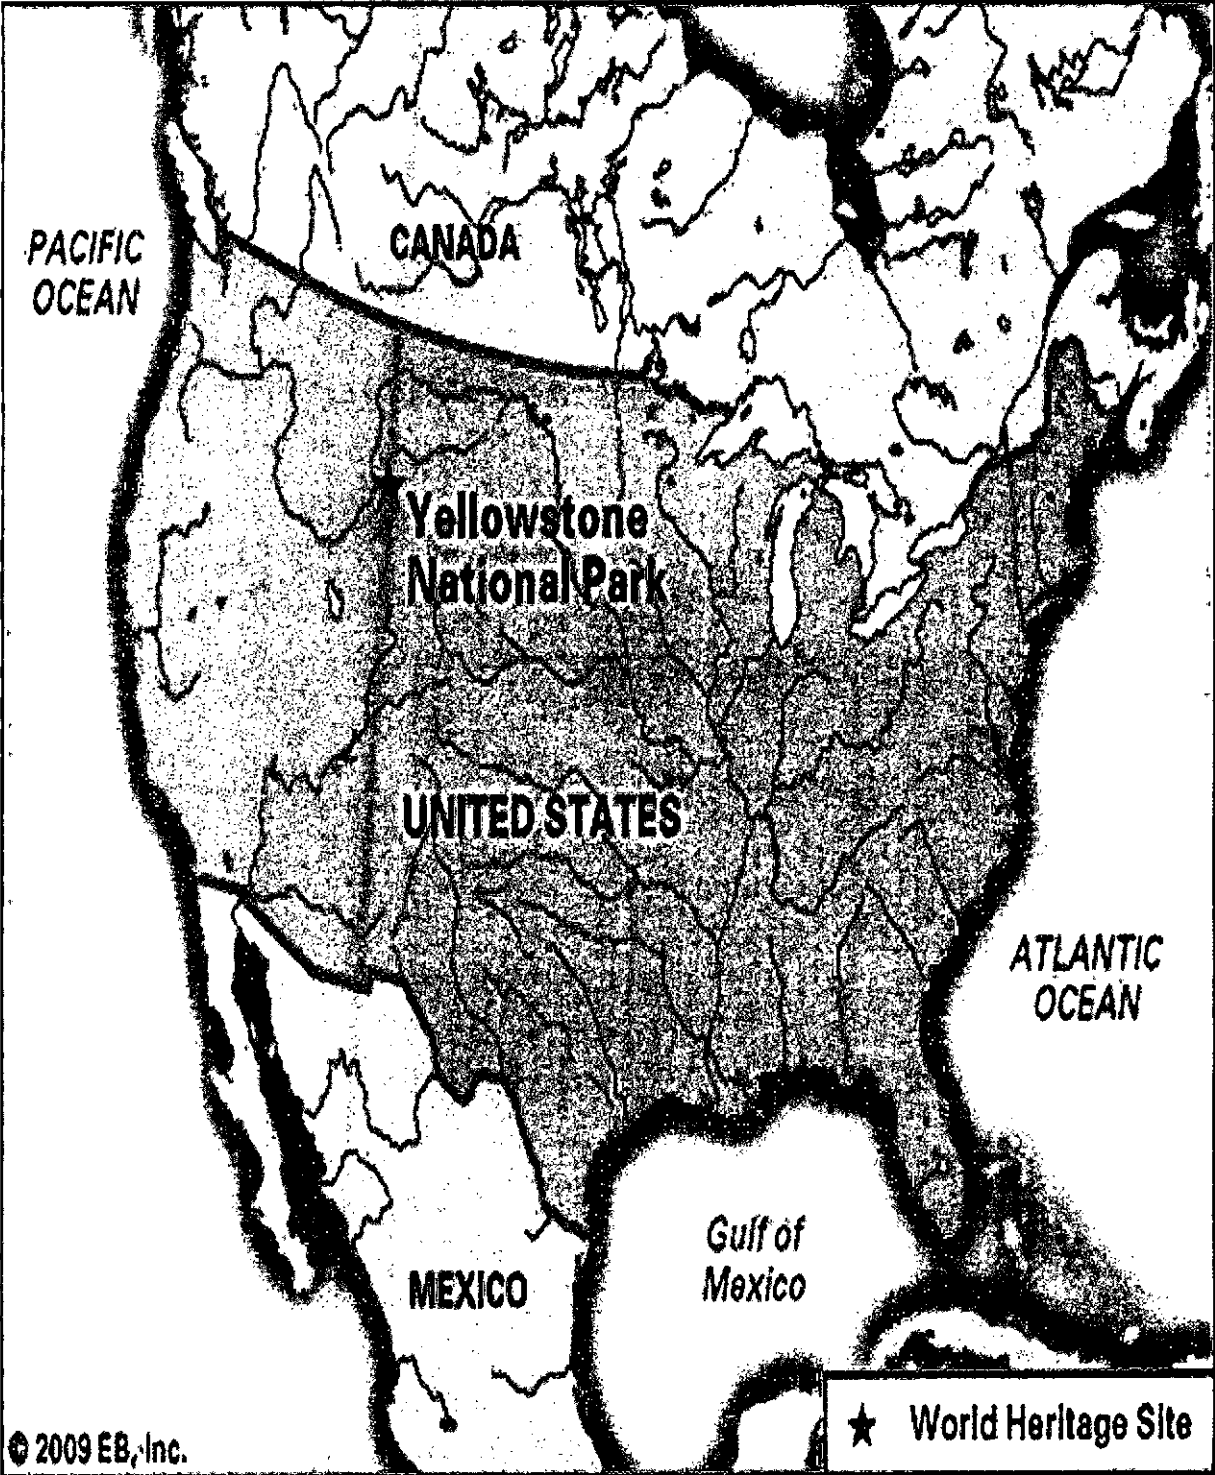 PACIFIC
OCEAN
CANADA
Yellowstone
National Park
UNITED STATES
ATLANTIC
OCEAN
Gulf of
Mexico
MEXICO
★ World Heritage Site
© 2009 EB, Inc.